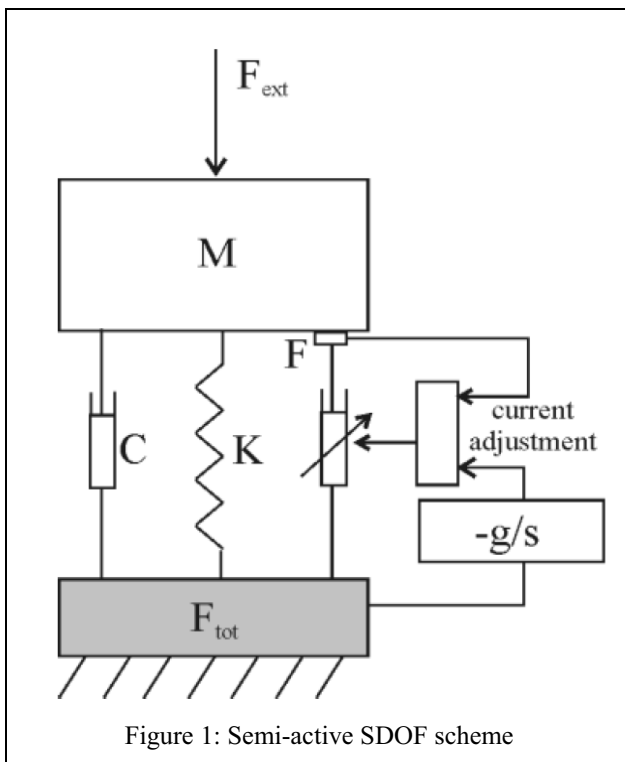 F_ext
M
F
C
K
current
adjustment
-g/s
F_tot
Figure 1: Semi-active SDOF scheme